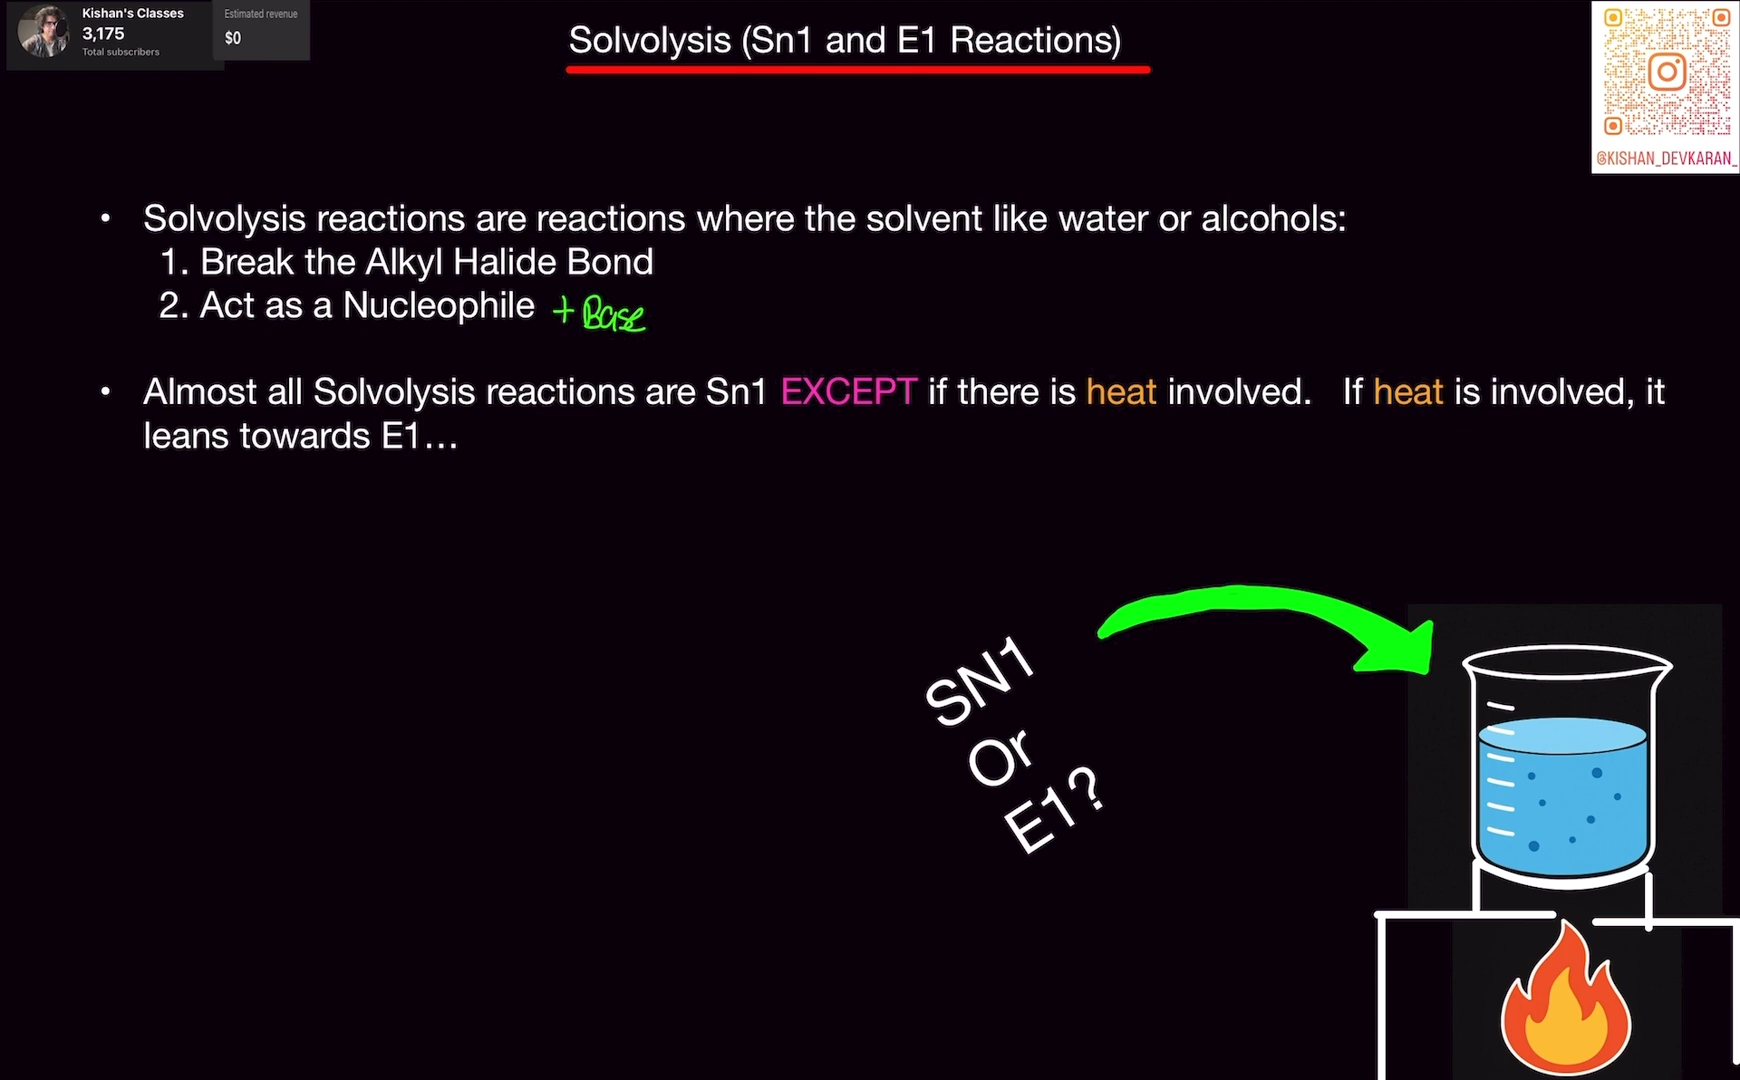 Kishan's Classes
3,175
Total subscribers
Estimated revenue
$0
Solvolysis (Sn1 and E1 Reactions)
@KISHAN_DEVKARAN_
• Solvolysis reactions are reactions where the solvent like water or alcohols:
1. Break the Alkyl Halide Bond
2. Act as a Nucleophile + Base
• Almost all Solvolysis reactions are Sn1 EXCEPT if there is heat involved. If heat is involved, it
leans towards E1...
SN1
Or
E1?